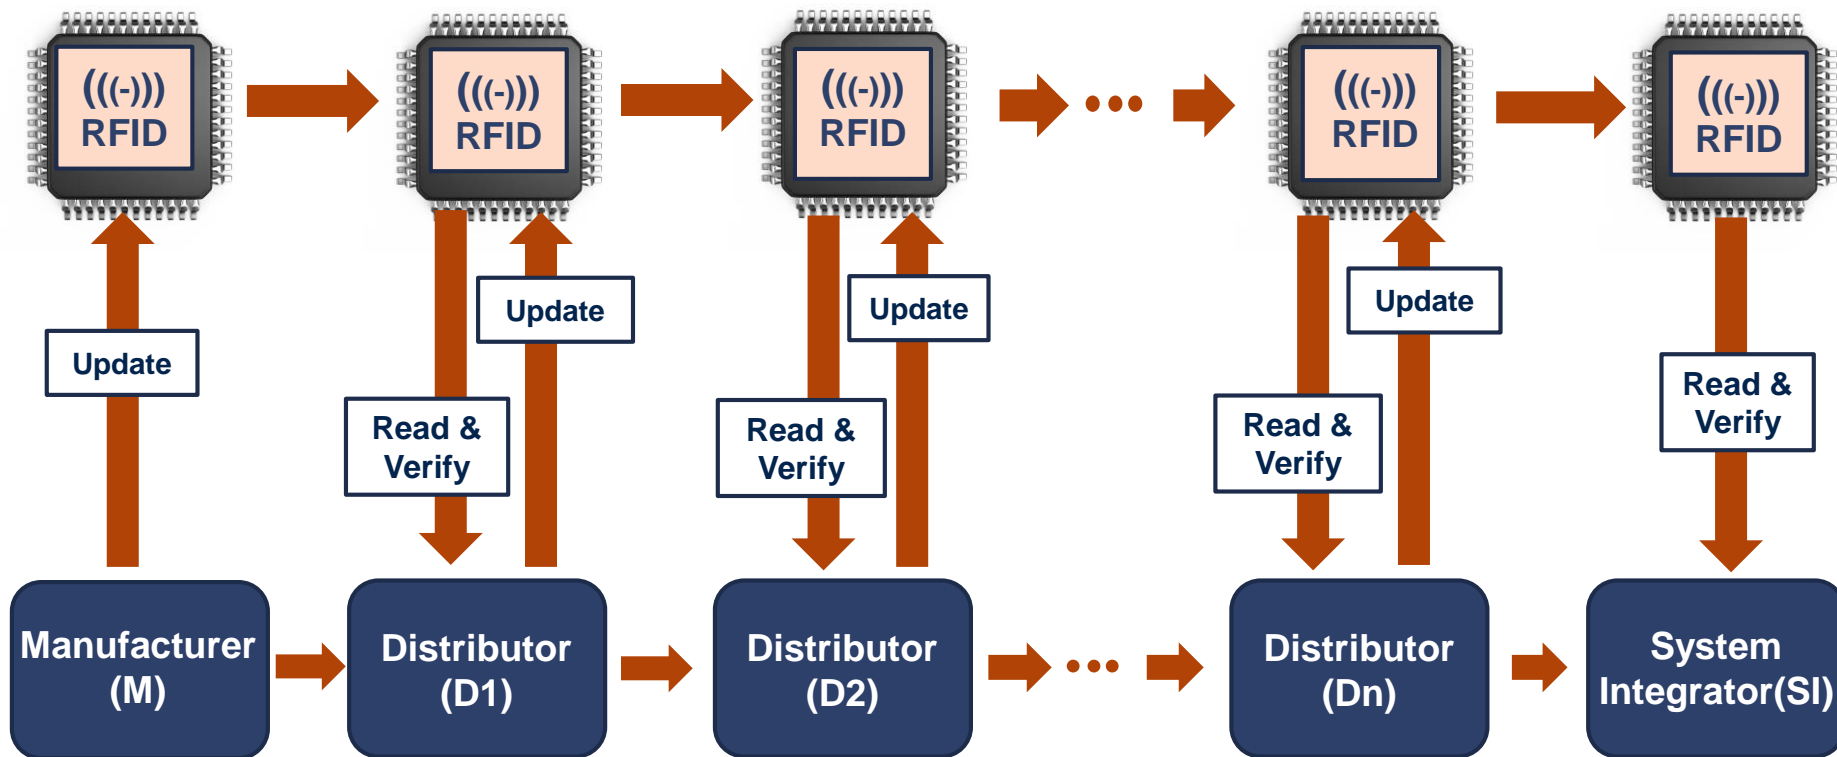 (((-)))
RFID
(((-)))
RFID
(((-)))
RFID
(((-)))
RFID
(((-)))
RFID
Update
Read &
Verify
Update
Read &
Verify
Update
Read &
Verify
Update
Read &
Verify
Manufacturer
(M)
Distributor
(D1)
Distributor
(D2)
Distributor
(Dn)
System
Integrator(SI)